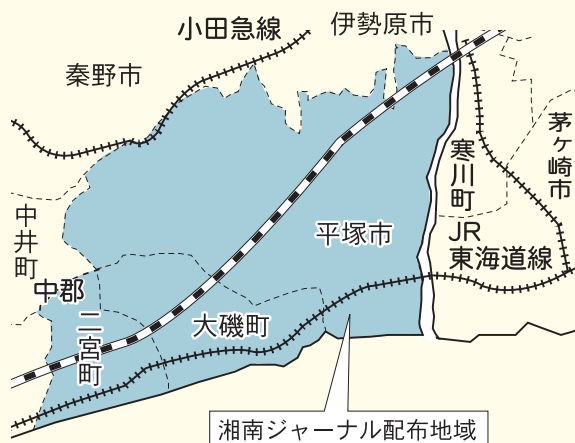 小田急線
伊勢原市
秦野市
茅ヶ崎市
寒川町
中井町
平塚市
JR
東海道線
中郡
二宮町
大磯町
湘南ジャーナル配布地域